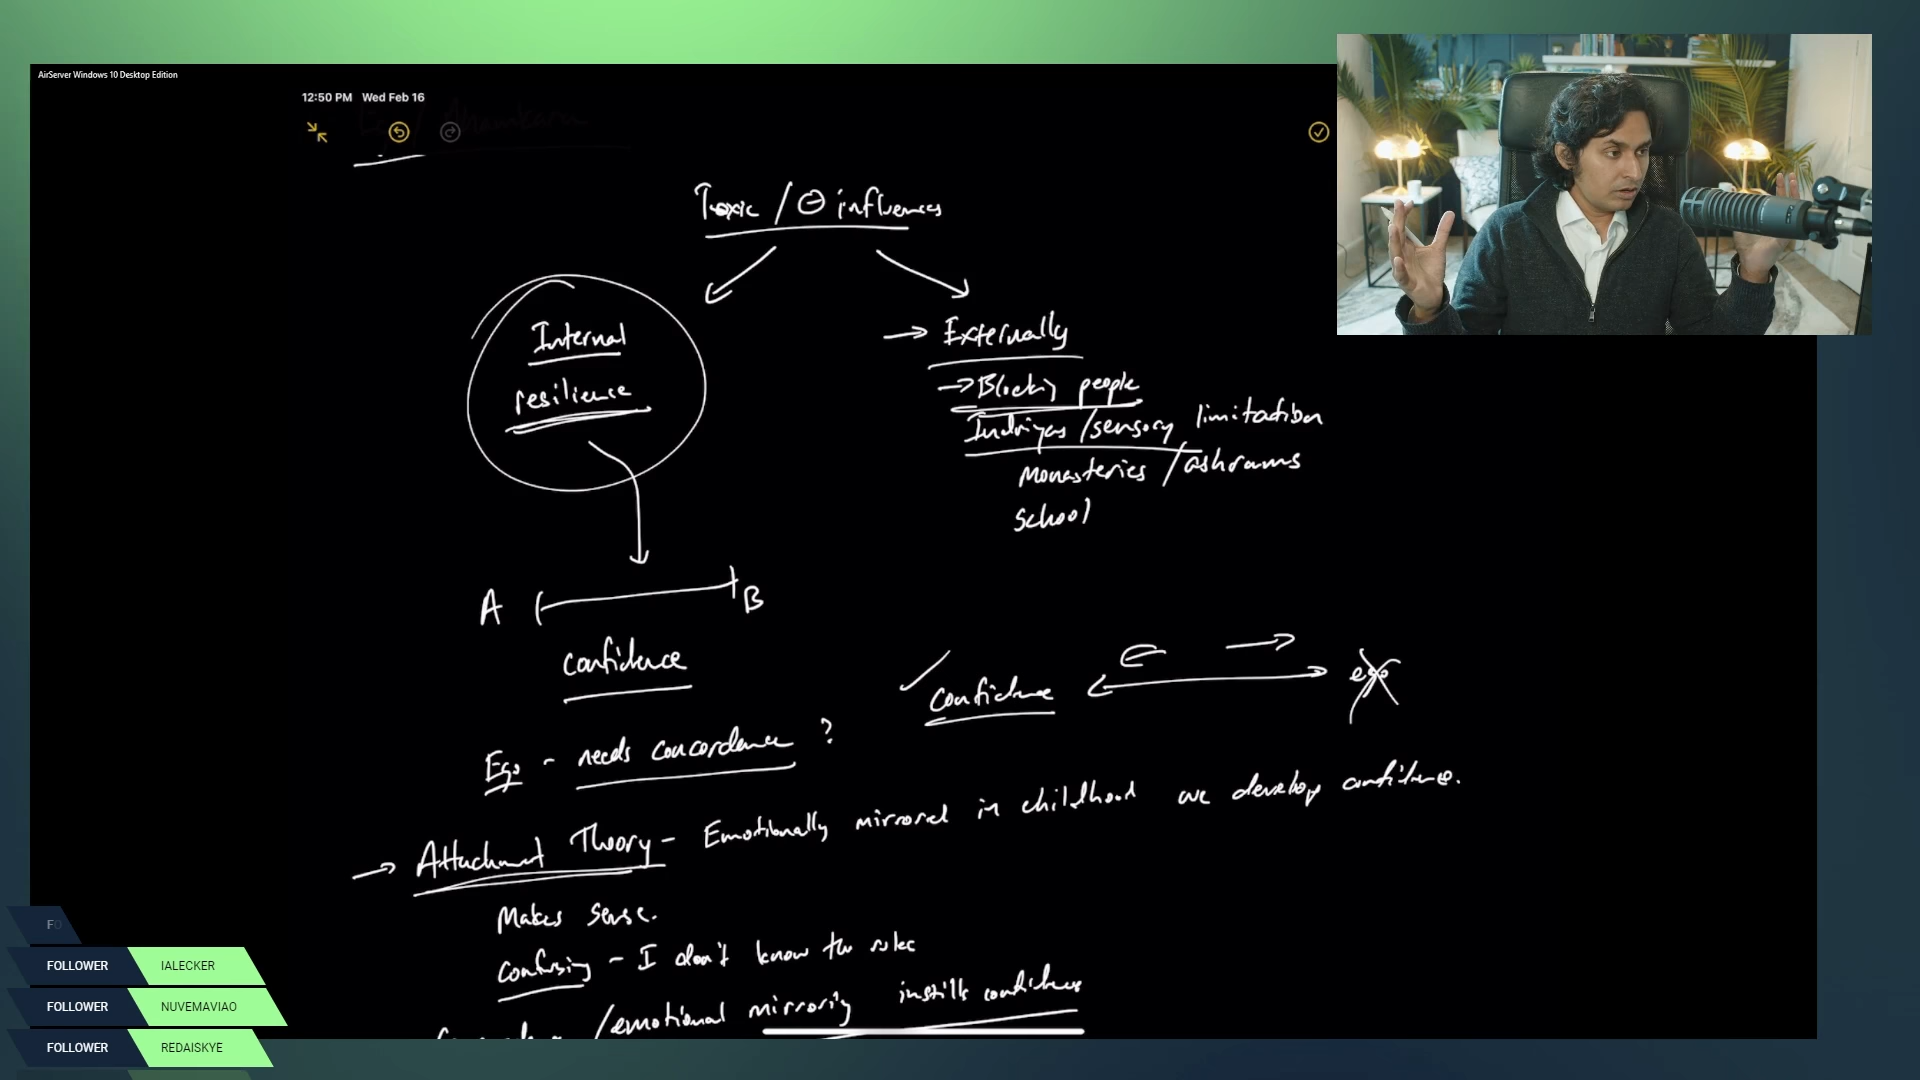 AirServer Windows 10 Desktop Edition
12:50 PM Wed Feb 16
Toxic / ⊖ influences
Internal
resilience
→ Externally
→ Blocking people
Indriyas / sensory limitation
Monasteries / ashrams
School
A B
confidence
✓ confidence ego
Ego - needs concordance ?
→ Attachment Theory - Emotionally mirrored in childhood we develop confidence.
Makes sense.
Confusing - I don't know the rules
/emotional mirroring instills confidence
FO
FOLLOWER IALECKER
FOLLOWER NUVEMAVIAO
FOLLOWER REDAISKYE